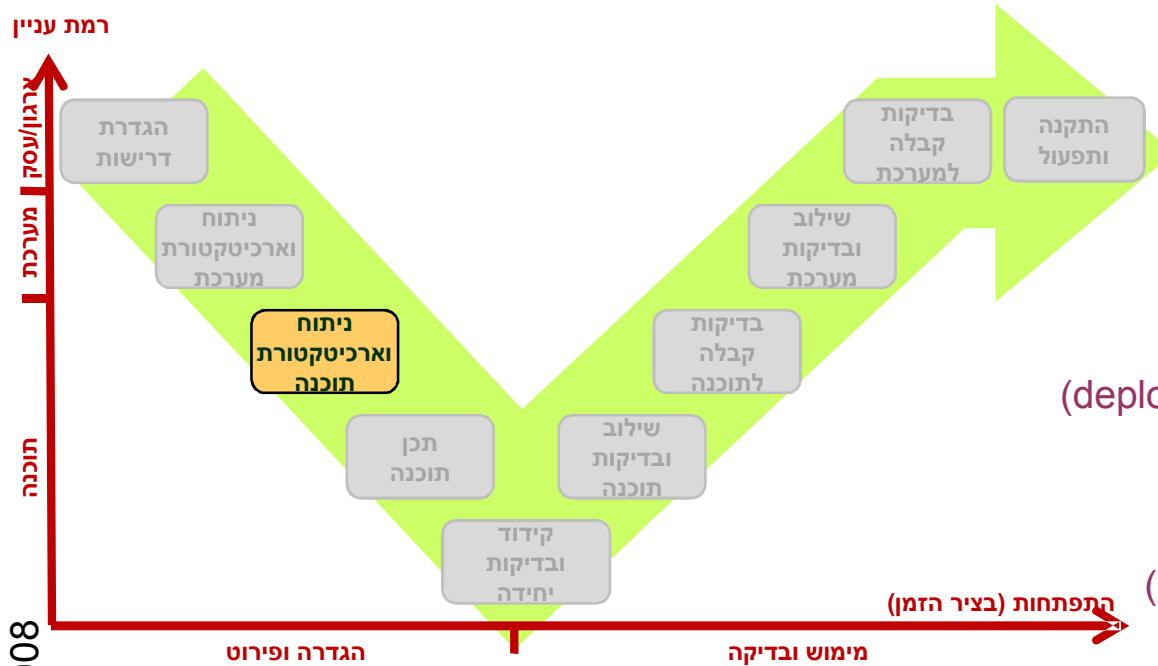 רמת עניין
ארגון/עסק
מערכת
תוכנה
הגדרת
דרישות
ניתוח
וארכיטקטורת
מערכת
ניתוח
וארכיטקטורת
תוכנה
תכן
תוכנה
קידוד
ובדיקות
יחידה
שילוב
ובדיקות
תוכנה
בדיקות
קבלה
לתוכנה
שילוב
ובדיקות
מערכת
בדיקות
קבלה
למערכת
התקנה
ותפעול
(deplo
(
התפתחות (בציר הזמן)
הגדרה ופירוט
מימוש ובדיקה
008